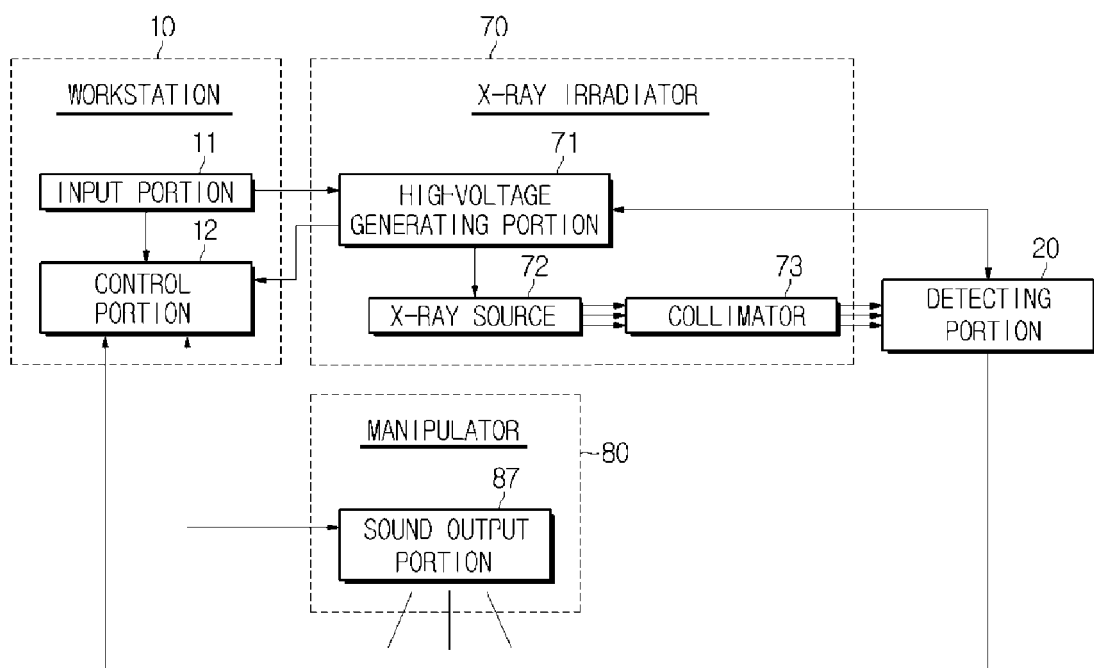 10
WORKSTATION
11
INPUT PORTION
12
CONTROL
PORTION
70
X-RAY IRRADIATOR
71
HIGH-VOLTAGE
GENERATING PORTION
72
X-RAY SOURCE
73
COLLIMATOR
20
DETECTING
PORTION
MANIPULATOR
80
87
SOUND OUTPUT
PORTION